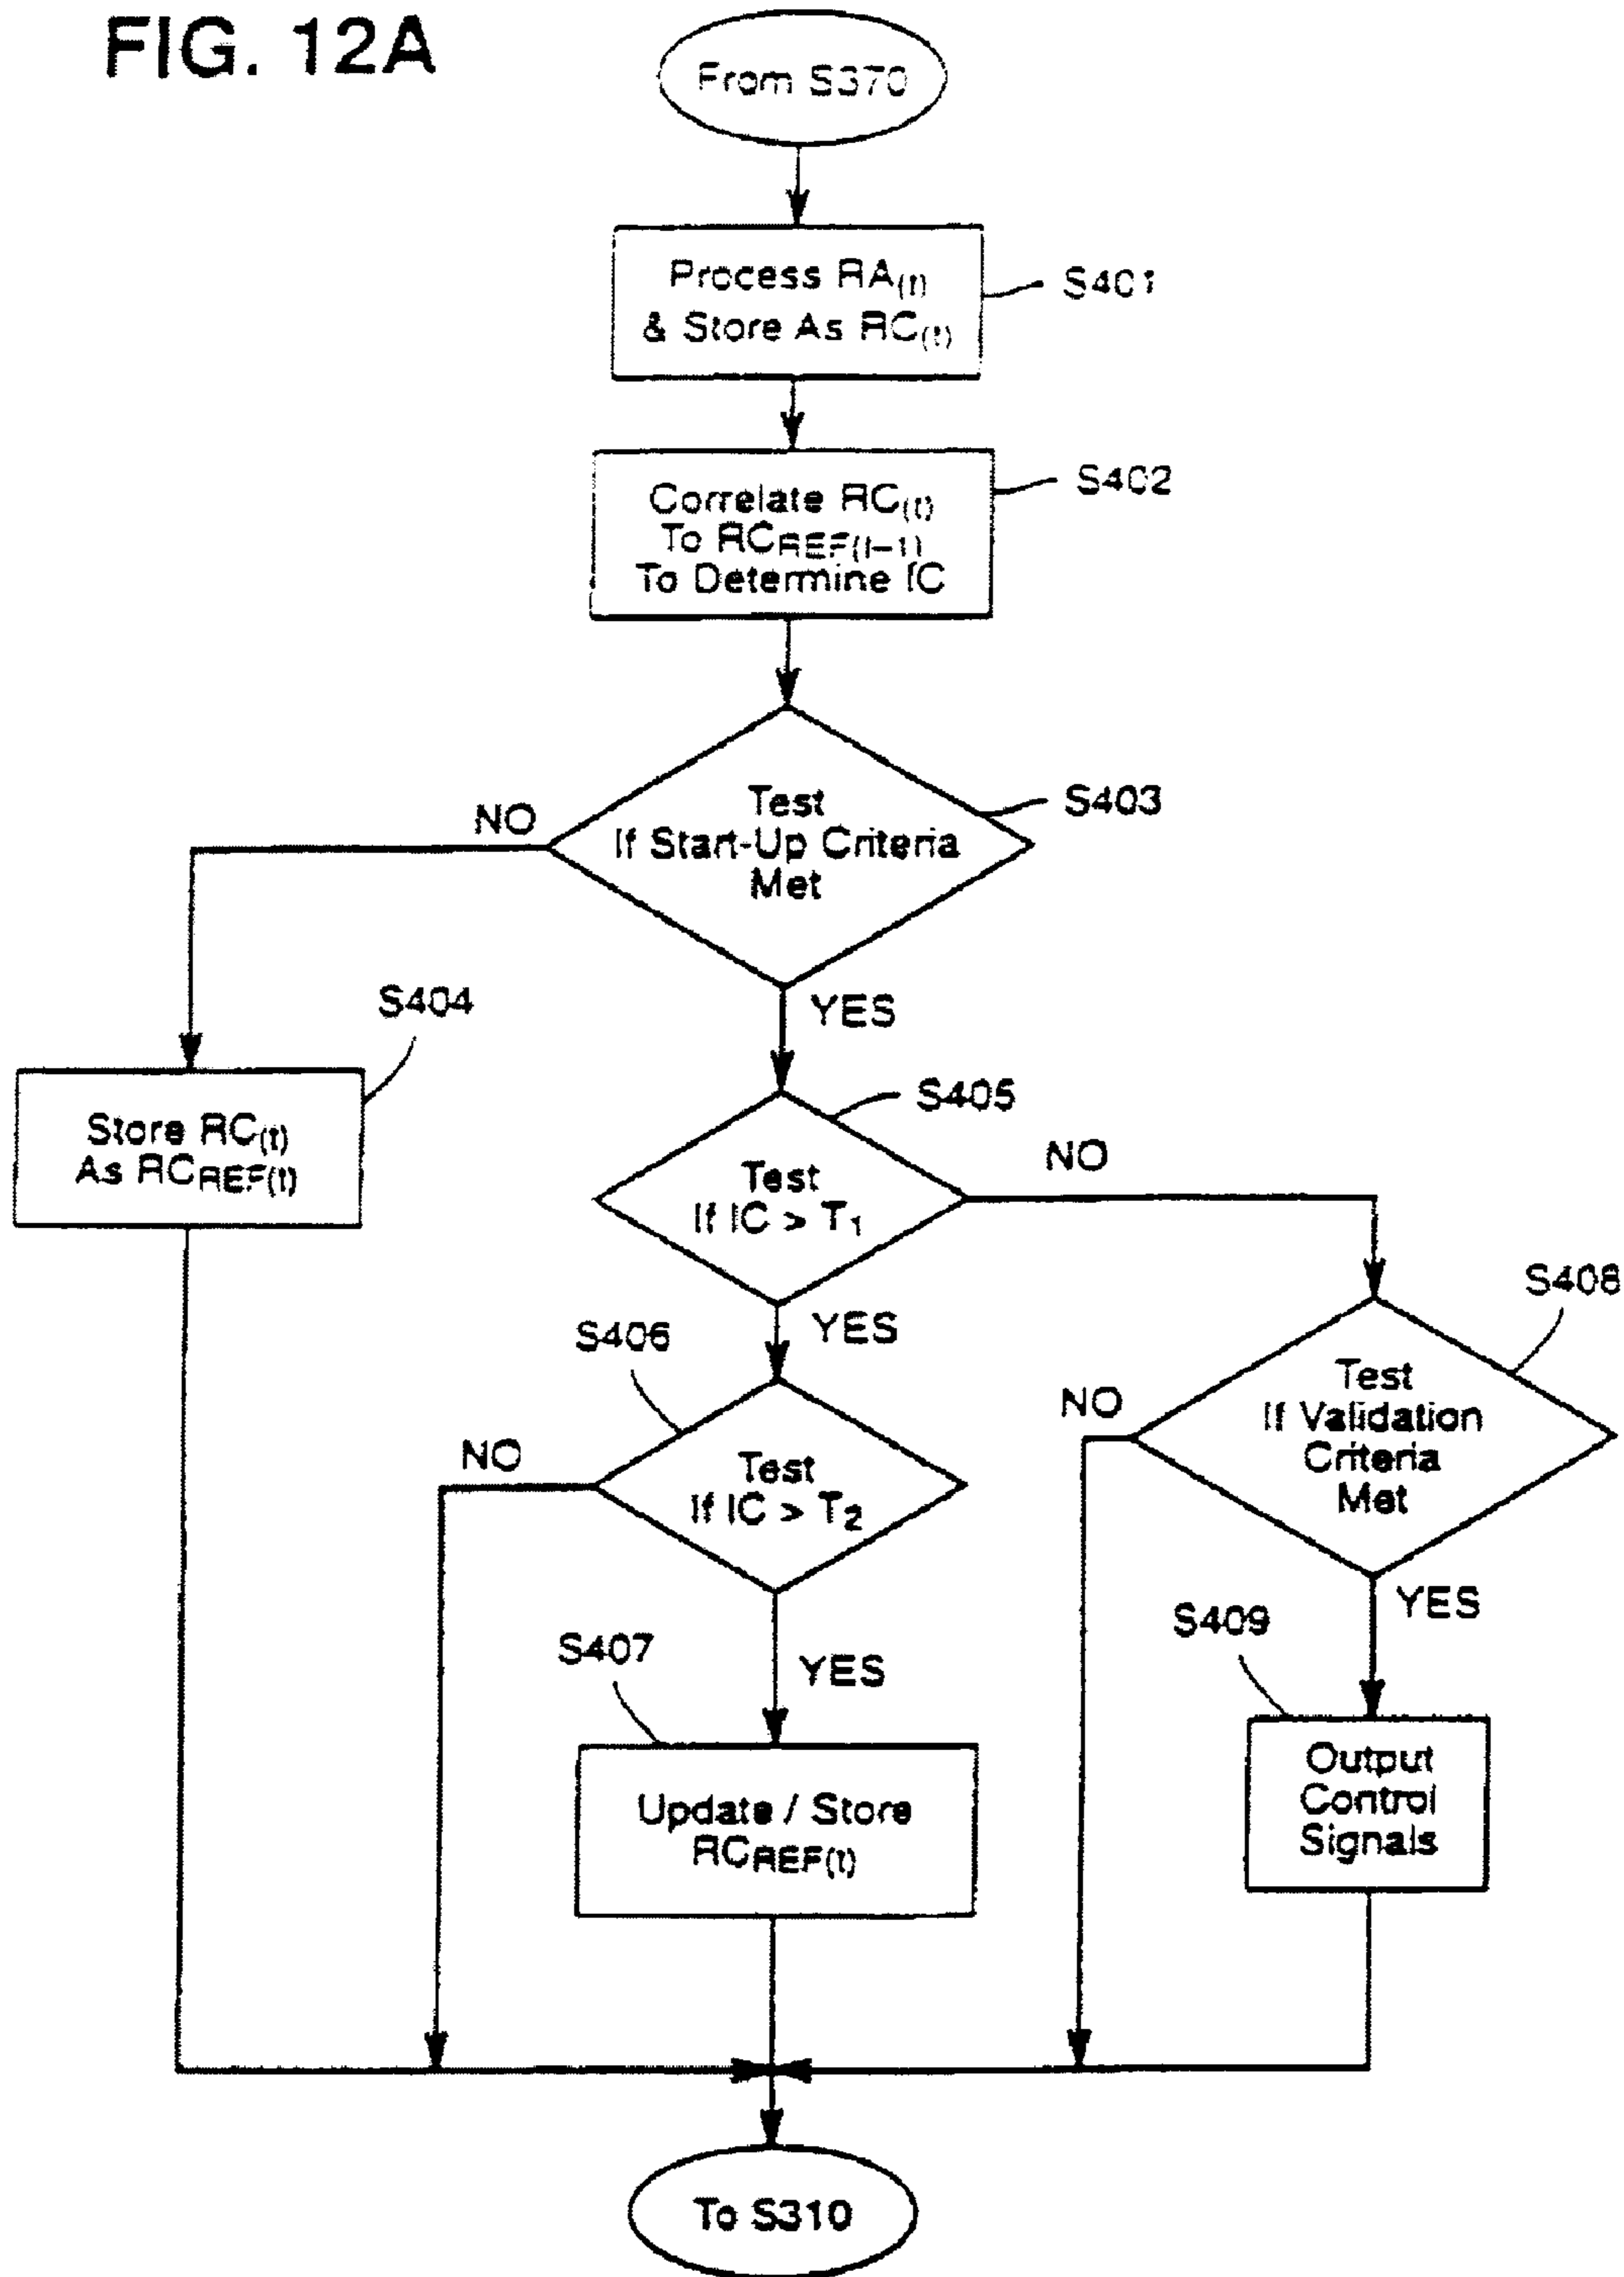 FIG. 12A
From S370
Process RA(t)
& Store As RC(t)
S401
Correlate RC(t)
To RCREF(t–1)
To Determine IC
S402
Test
If Start-Up Criteria
Met
S403
NO
YES
S404
Store RC(t)
As RCREF(t)
S405
Test
If IC > T1
NO
YES
S408
Test
If Validation
Criteria
Met
NO
YES
S406
Test
If IC > T2
NO
YES
S407
Update / Store
RCREF(t)
S409
Output
Control
Signals
To S310